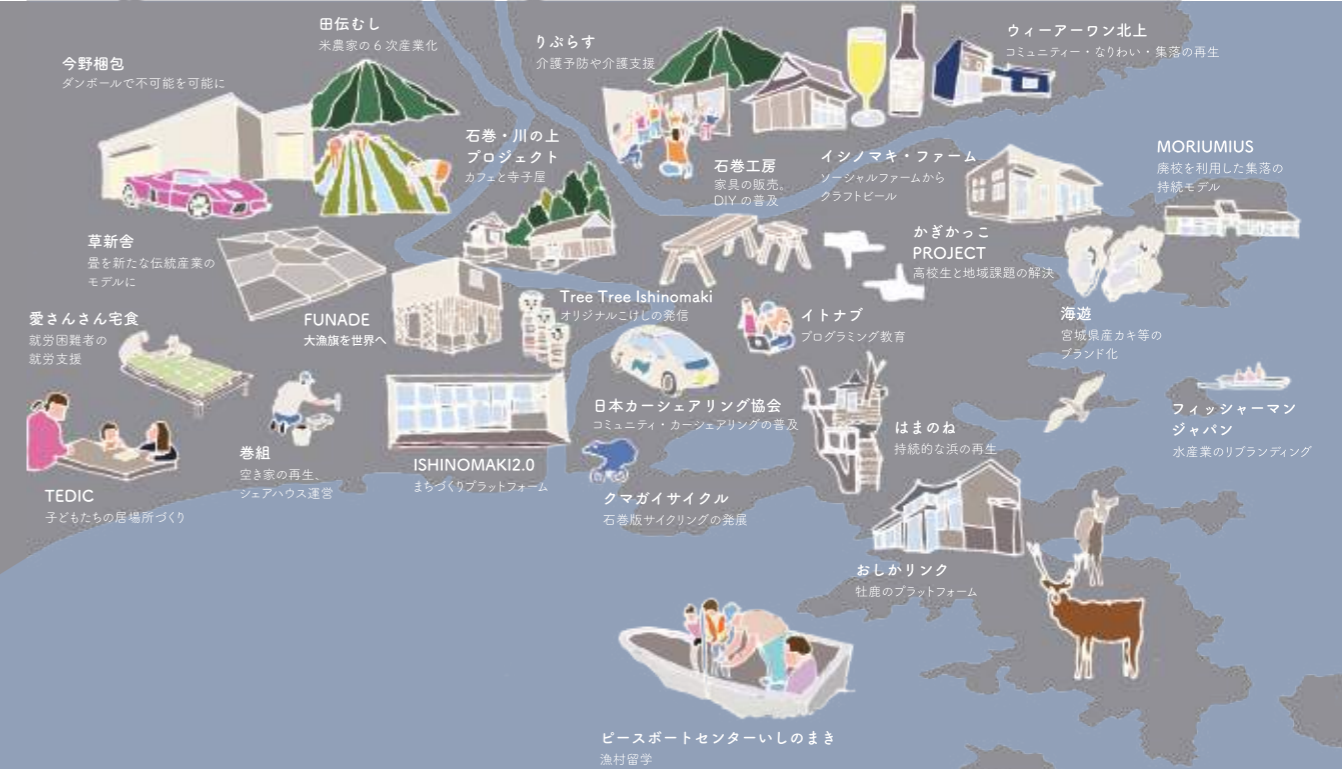 田伝むし
米農家の6次産業化
今野梱包
ダンボールで不可能を可能に
りぷらす
介護予防や介護支援
ウィーアーワン北上
コミュニティー・なりわい・集落の再生
石巻・川の上
プロジェクト
カフェと寺子屋
石巻工房
家具の販売、
DIYの普及
イシノマキ・ファーム
ソーシャルファームから
クラフトビール
MORIUMIUS
廃校を利用した集落の
持続モデル
草新舎
畳を新たな伝統産業の
モデルに
かぎかっこ
PROJECT
高校生と地域課題の解決
愛さんさん宅食
就労困難者の
就労支援
FUNADE
大漁旗を世界へ
Tree Tree Ishinomaki
オリジナルこけしの発信
イトナブ
プログラミング教育
海遊
宮城県産カキ等の
ブランド化
日本カーシェアリング協会
コミュニティ・カーシェアリングの普及
はまのね
持続的な浜の再生
フィッシャーマン
ジャパン
水産業のリブランディング
巻組
空き家の再生、
シェアハウス運営
ISHINOMAKI2.0
まちづくりプラットフォーム
TEDIC
子どもたちの居場所づくり
クマガイサイクル
石巻版サイクリングの発展
おしかリンク
牡鹿のプラットフォーム
ピースボートセンターいしのまき
漁村留学